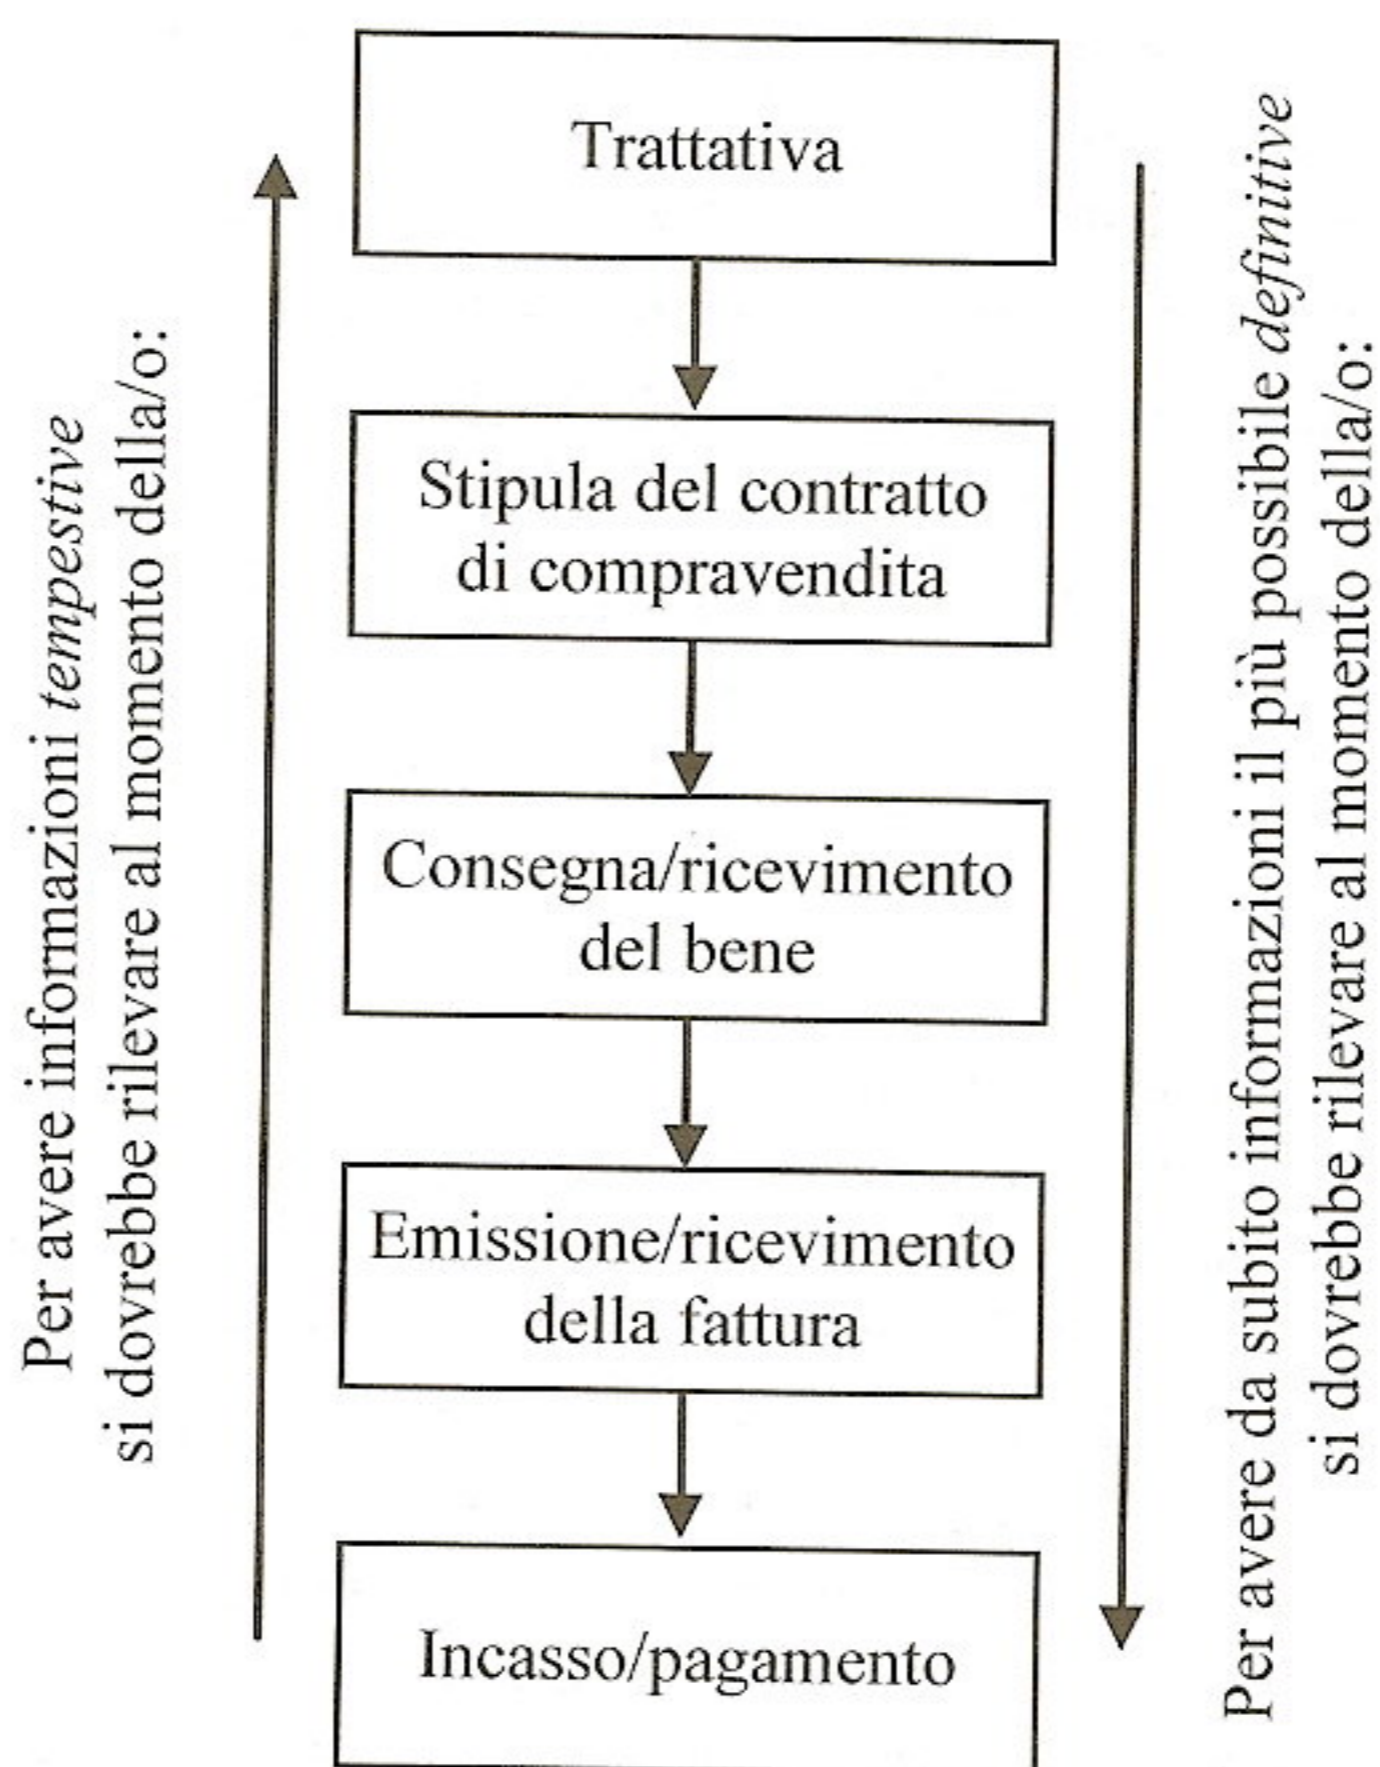 Per avere informazioni tempestive
si dovrebbe rilevare al momento della/o:
Trattativa
Stipula del contratto
di compravendita
Consegna/ricevimento
del bene
Emissione/ricevimento
della fattura
Incasso/pagamento
Per avere da subito informazioni il più possibile definitive
si dovrebbe rilevare al momento della/o: